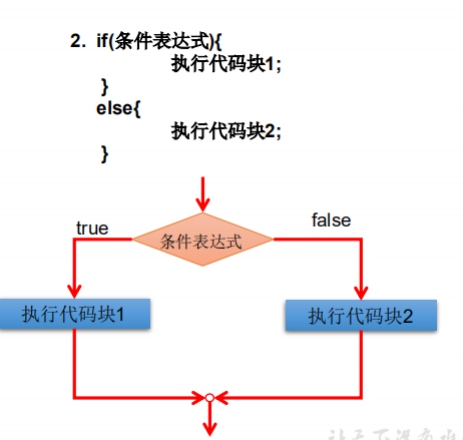 2. if(条件表达式){
执行代码块1;
}
else{
执行代码块2;
}
true
false
条件表达式
执行代码块1
执行代码块2